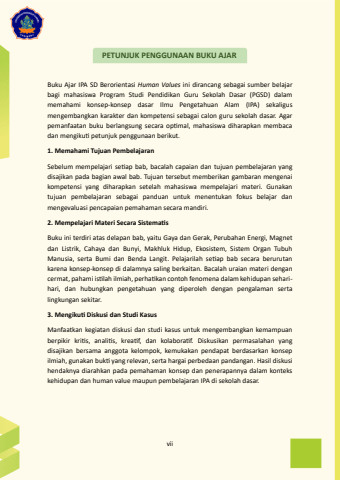 PETUNJUK PENGGUNAAN BUKU AJAR
Buku Ajar IPA SD Berorientasi Human Values ini dirancang sebagai sumber belajar
bagi mahasiswa Program Studi Pendidikan Guru Sekolah Dasar (PGSD) dalam
memahami konsep-konsep dasar Ilmu Pengetahuan Alam (IPA) sekaligus
mengembangkan karakter dan kompetensi sebagai calon guru sekolah dasar. Agar
pemanfaatan buku berlangsung secara optimal, mahasiswa diharapkan membaca
dan mengikuti petunjuk penggunaan berikut.
1. Memahami Tujuan Pembelajaran
Sebelum mempelajari setiap bab, bacalah capaian dan tujuan pembelajaran yang
disajikan pada bagian awal bab. Tujuan tersebut memberikan gambaran mengenai
kompetensi yang diharapkan setelah mahasiswa mempelajari materi. Gunakan
tujuan pembelajaran sebagai panduan untuk menentukan fokus belajar dan
mengevaluasi pencapaian pemahaman secara mandiri.
2. Mempelajari Materi Secara Sistematis
Buku ini terdiri atas delapan bab, yaitu Gaya dan Gerak, Perubahan Energi, Magnet
dan Listrik, Cahaya dan Bunyi, Makhluk Hidup, Ekosistem, Sistem Organ Tubuh
Manusia, serta Bumi dan Benda Langit. Pelajarilah setiap bab secara berurutan
karena konsep-konsep di dalamnya saling berkaitan. Bacalah uraian materi dengan
cermat, pahami istilah ilmiah, perhatikan contoh fenomena dalam kehidupan sehari-
hari, dan hubungkan pengetahuan yang diperoleh dengan pengalaman serta
lingkungan sekitar.
3. Mengikuti Diskusi dan Studi Kasus
Manfaatkan kegiatan diskusi dan studi kasus untuk mengembangkan kemampuan
berpikir kritis, analitis, kreatif, dan kolaboratif. Diskusikan permasalahan yang
disajikan bersama anggota kelompok, kemukakan pendapat berdasarkan konsep
ilmiah, gunakan bukti yang relevan, serta hargai perbedaan pandangan. Hasil diskusi
hendaknya diarahkan pada pemahaman konsep dan penerapannya dalam konteks
kehidupan dan human value maupun pembelajaran IPA di sekolah dasar.
vii